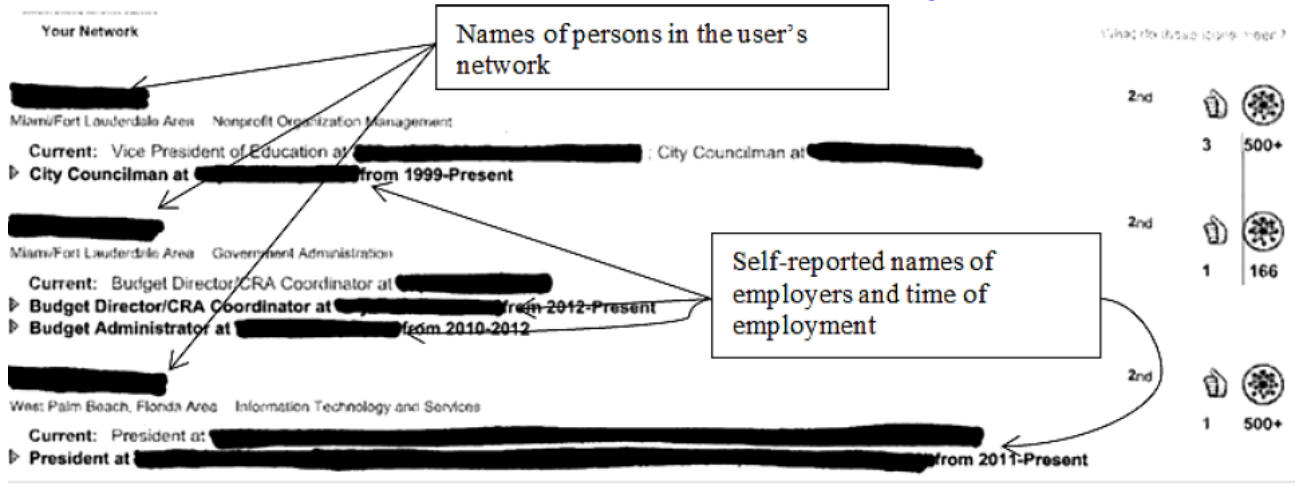 Your Network
Names of persons in the user's
network
What do these icons mean?
2nd
Miami/Fort Lauderdale Area Nonprofit Organization Management
Current: Vice President of Education at ; City Councilman at
3 500+
City Councilman at from 1999-Present
2nd
Miami/Fort Lauderdale Area Government Administration
Self-reported names of
employers and time of
employment
Current: Budget Director/CRA Coordinator at
1 166
Budget Director/CRA Coordinator at from 2012-Present
Budget Administrator at from 2010-2012
2nd
West Palm Beach, Florida Area Information Technology and Services
Current: President at
1 500+
President at from 2011-Present